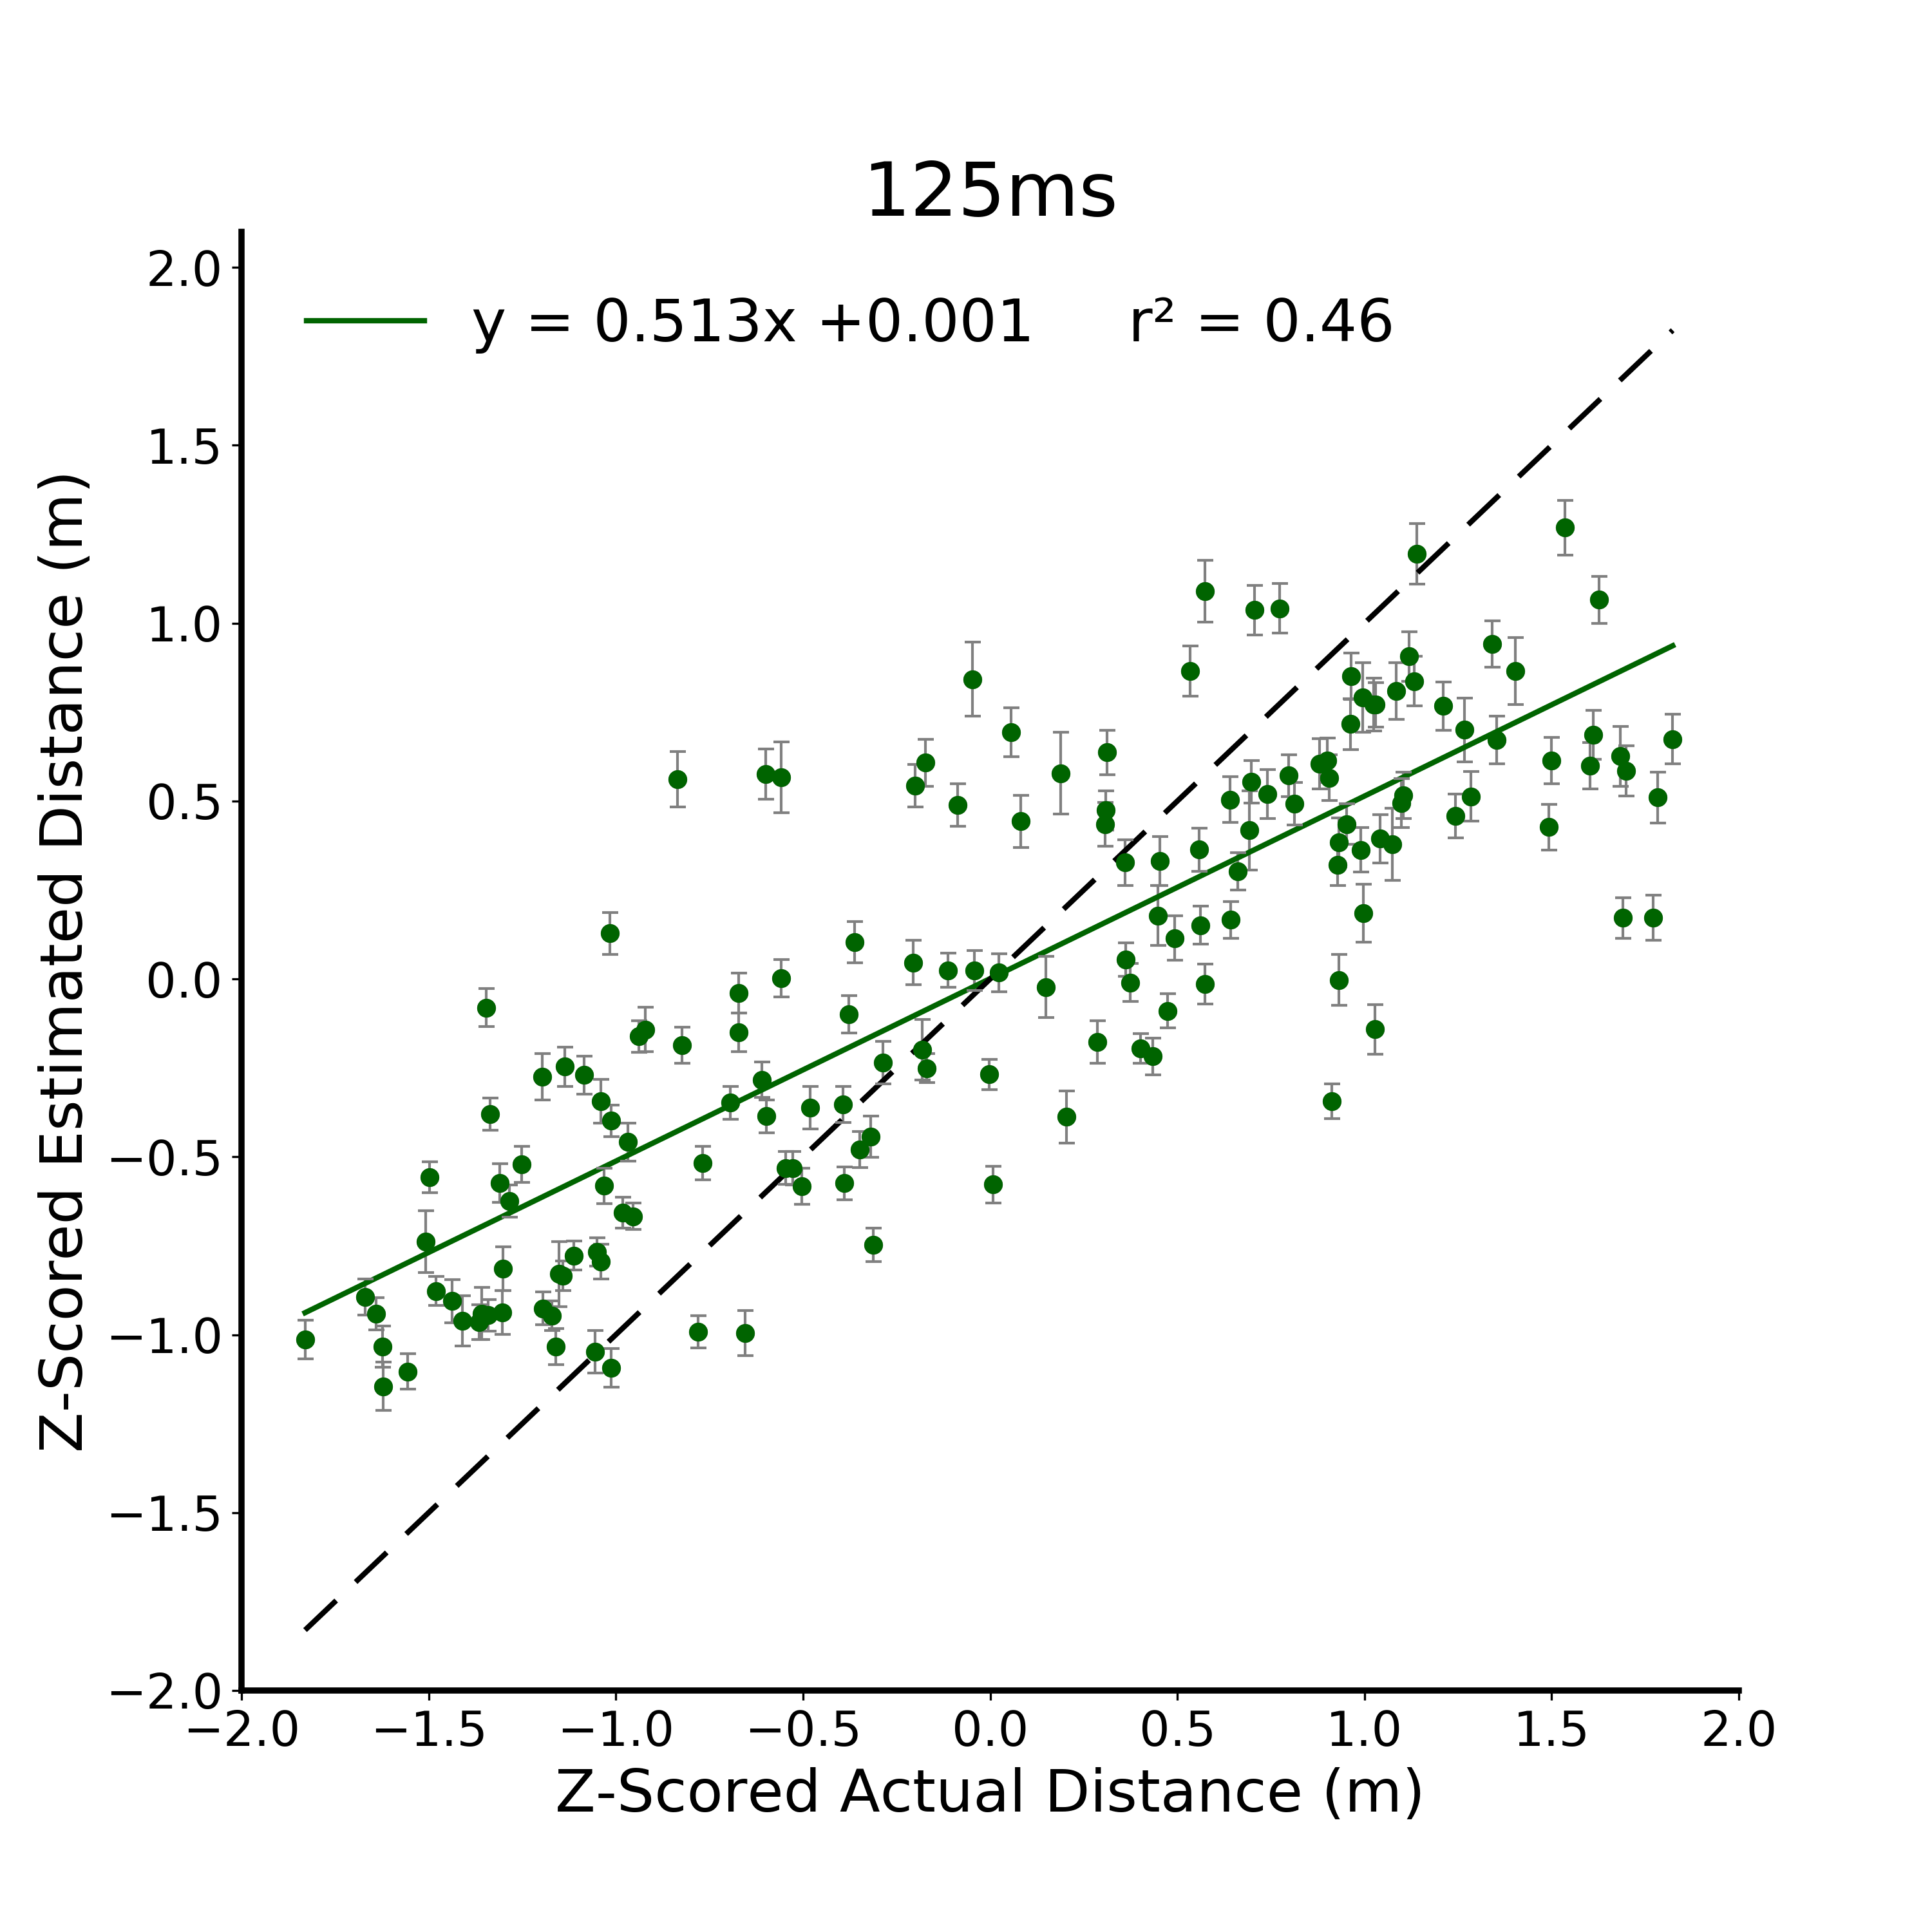 125ms
y = 0.513x +0.001 r² = 0.46
2.0
1.5
1.0
0.5
0.0
−0.5
−1.0
−1.5
−2.0
Z-Scored Estimated Distance (m)
−2.0 −1.5 −1.0 −0.5 0.0 0.5 1.0 1.5 2.0
Z-Scored Actual Distance (m)